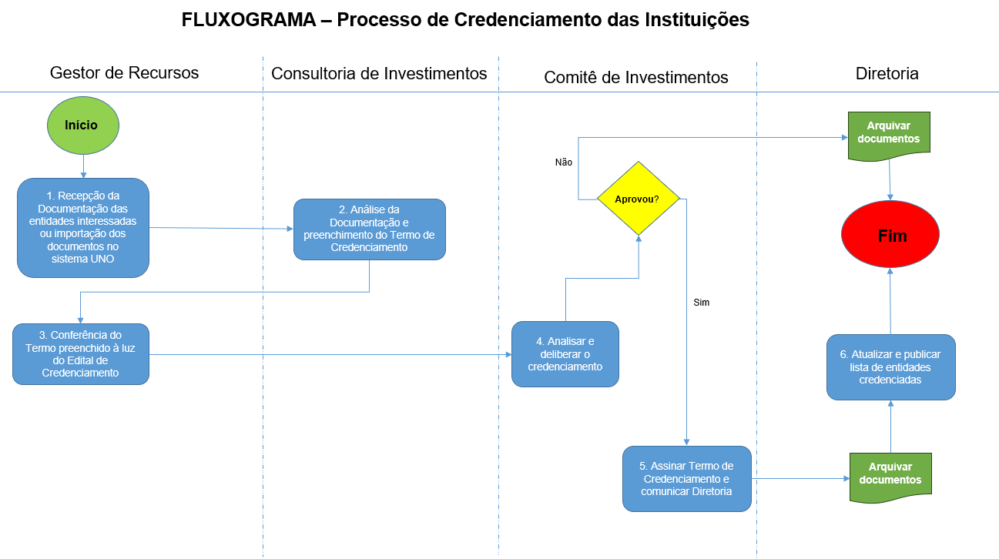 FLUXOGRAMA – Processo de Credenciamento das Instituições
Gestor de Recursos
Consultoria de Investimentos
Comitê de Investimentos
Diretoria
Início
1. Recepção da
Documentação das
entidades interessadas
ou importação dos
documentos no
sistema UNO
2. Análise da
Documentação e
preenchimento do Termo de
Credenciamento
3. Conferência do
Termo preenchido à luz
do Edital de
Credenciamento
4. Analisar e
deliberar o
credenciamento
Aprovou?
Não
Sim
5. Assinar Termo de
Credenciamento e
comunicar Diretoria
Arquivar
documentos
Fim
6. Atualizar e publicar
lista de entidades
credenciadas
Arquivar
documentos